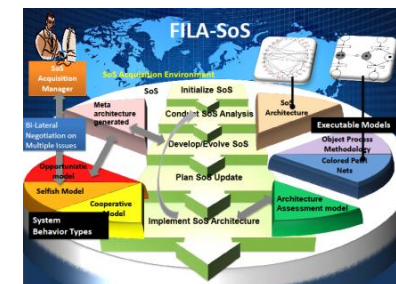 FILA-SoS
SoS Acquisition Environment
SoS
Acquisition
Manager
SoS
Initialize SoS
Meta
architecture
generated
Conduct SoS Analysis
SoS
Architecture
Executable Models
Bi-Lateral
Negotiation on
Multiple Issues
Develop/Evolve SoS
Object Process
Methodology
Colored Petri
Nets
Opportunistic
model
Plan SoS Update
Selfish Model
Cooperative
Model
Architecture
Assessment model
System
Behavior Types
Implement SoS Architecture